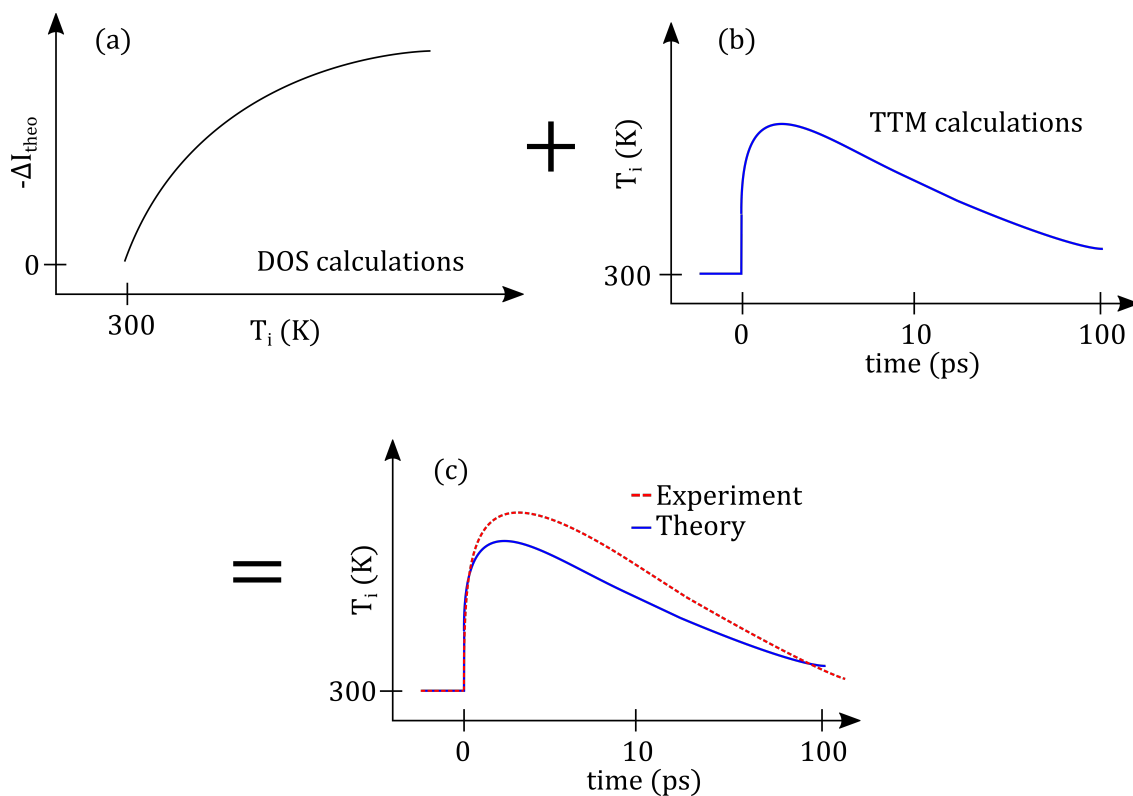 (a)
-ΔI_theo
0
DOS calculations
300
T_i (K)
+
(b)
T_i (K)
TTM calculations
300
0
10
100
time (ps)
=
(c)
Experiment
Theory
T_i (K)
300
0
10
100
time (ps)